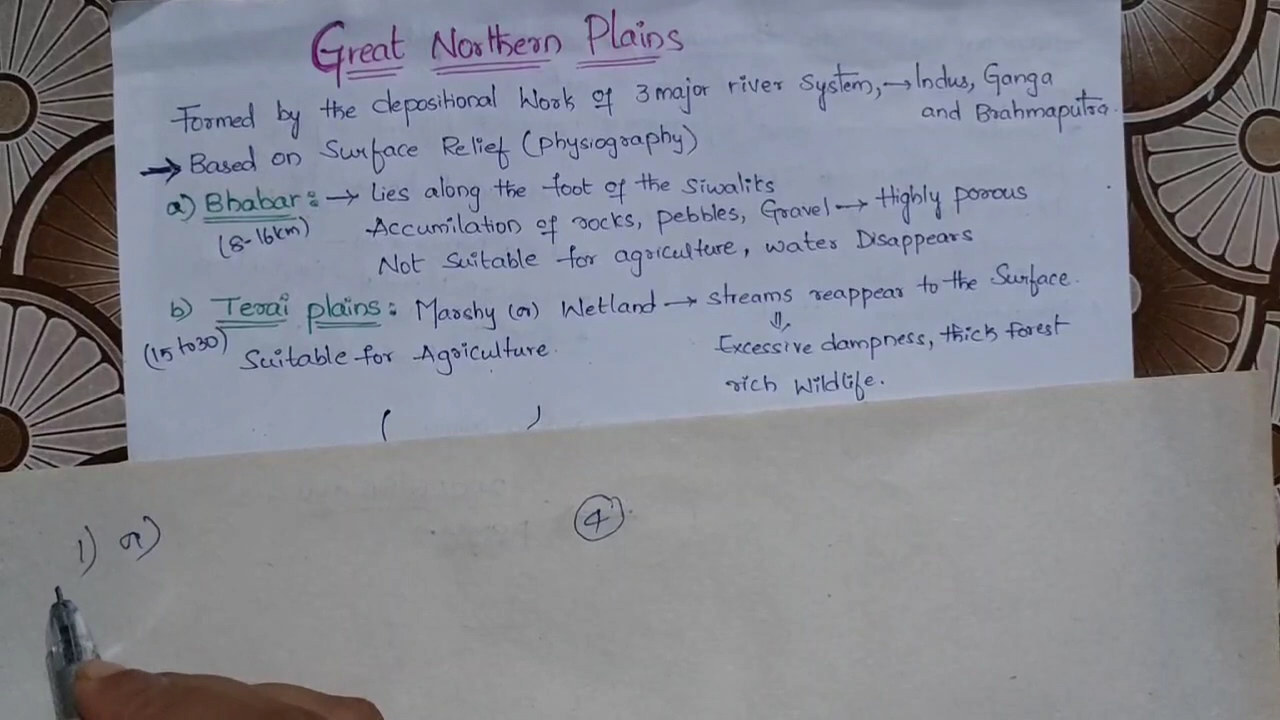 Great Northern Plains
Formed by the depositional Work of 3 major river system, → Indus, Ganga
and Brahmaputra.
→ Based on Surface Relief (physiography)
a) Bhabar: → Lies along the foot of the Siwalits
(8-16km) Accumilation of rocks, pebbles, Gravel → Highly porous
Not Suitable for agriculture, water Disappears
b) Terai plains: Marshy (or) Wetland → streams reappear to the Surface.
⇓
(15 to 30) Suitable for Agriculture. Excessive dampness, thick forest
rich Wildlife.
( )
4
1) a)